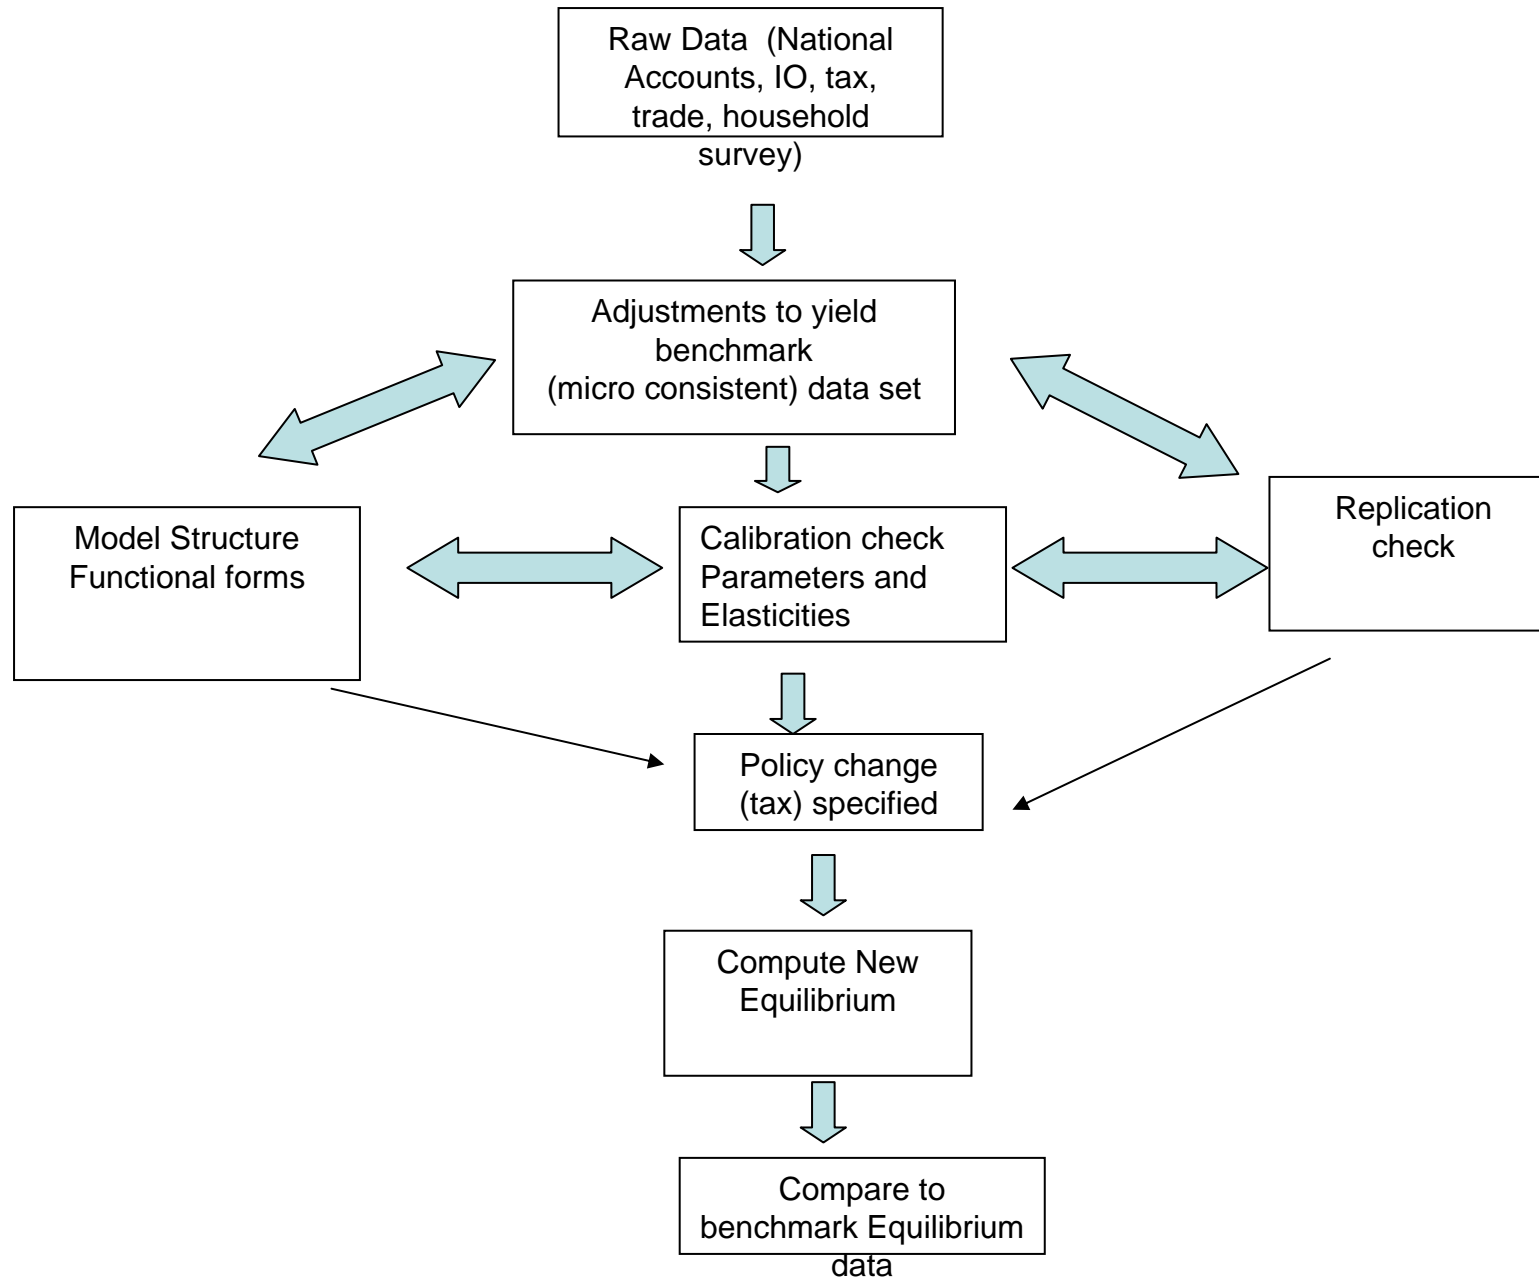 Raw Data  (National
Accounts, IO, tax,
trade, household
survey)
Adjustments to yield
benchmark
(micro consistent) data set
Model Structure
Functional forms
Calibration check
Parameters and
Elasticities
Replication
check
Policy change
(tax) specified
Compute New
Equilibrium
Compare to
benchmark Equilibrium
data